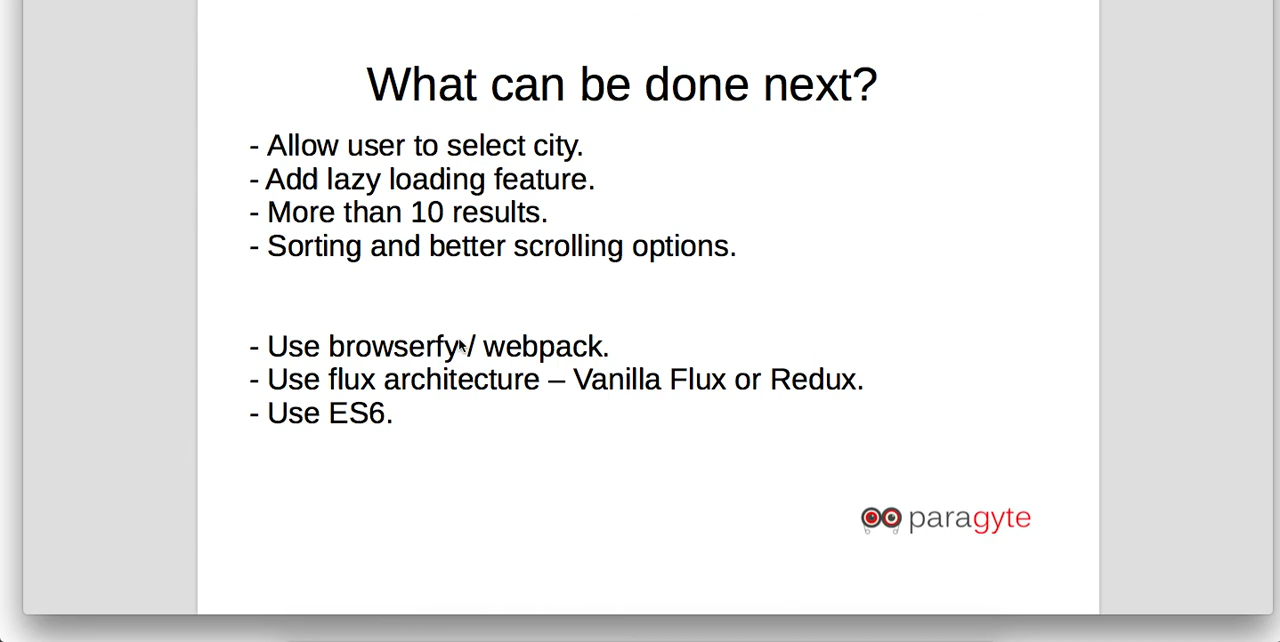 What can be done next?
- Allow user to select city.
- Add lazy loading feature.
- More than 10 results.
- Sorting and better scrolling options.
- Use browserfy / webpack.
- Use flux architecture – Vanilla Flux or Redux.
- Use ES6.
paragyte